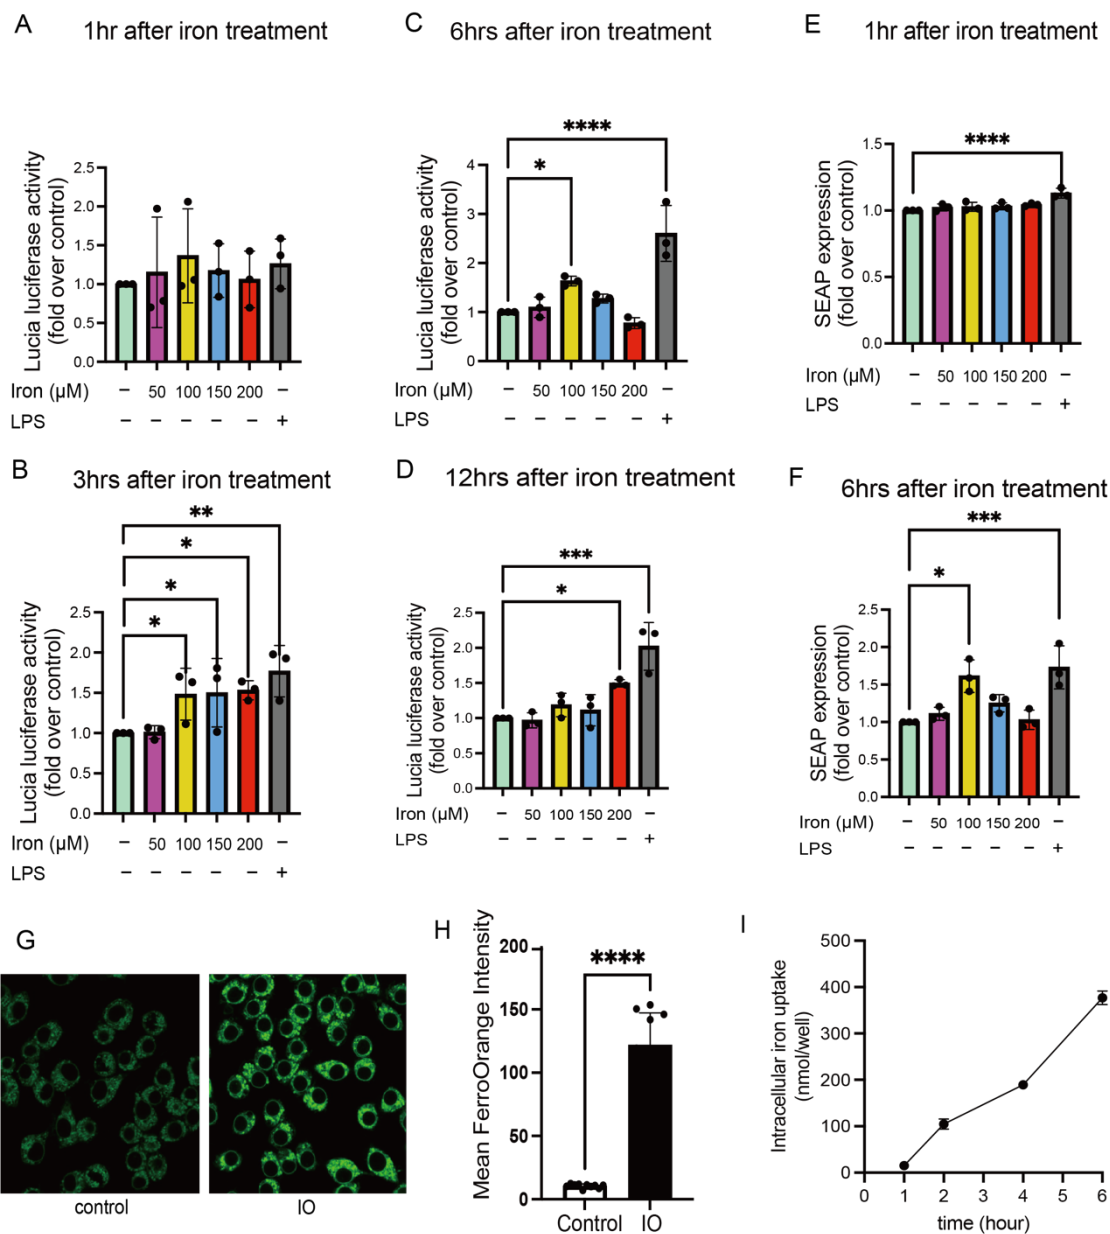 A 1hr after iron treatment
Lucia luciferase activity
(fold over control)
2.5
2.0
1.5
1.0
0.5
0.0
Iron (µM) – 50 100 150 200 –
LPS – – – – – +
B 3hrs after iron treatment
Lucia luciferase activity
(fold over control)
2.5
2.0
1.5
1.0
0.5
0.0
**
*
*
*
Iron (µM) – 50 100 150 200 –
LPS – – – – – +
C 6hrs after iron treatment
Lucia luciferase activity
(fold over control)
4
3
2
1
0
****
*
Iron (µM) – 50 100 150 200 –
LPS – – – – – +
D 12hrs after iron treatment
Lucia luciferase activity
(fold over control)
2.5
2.0
1.5
1.0
0.5
0.0
***
*
Iron (µM) – 50 100 150 200 –
LPS – – – – – +
E 1hr after iron treatment
SEAP expression
(fold over control)
1.5
1.0
0.5
0.0
****
Iron (µM) – 50 100 150 200 –
LPS – – – – – +
F 6hrs after iron treatment
SEAP expression
(fold over control)
2.5
2.0
1.5
1.0
0.5
0.0
***
*
Iron (µM) – 50 100 150 200 –
LPS – – – – – +
G
control IO
H
Mean FerroOrange Intensity
200
150
100
50
0
****
Control IO
I
Intracellular iron uptake
(nmol/well)
500
400
300
200
100
0
0 1 2 3 4 5 6
time (hour)